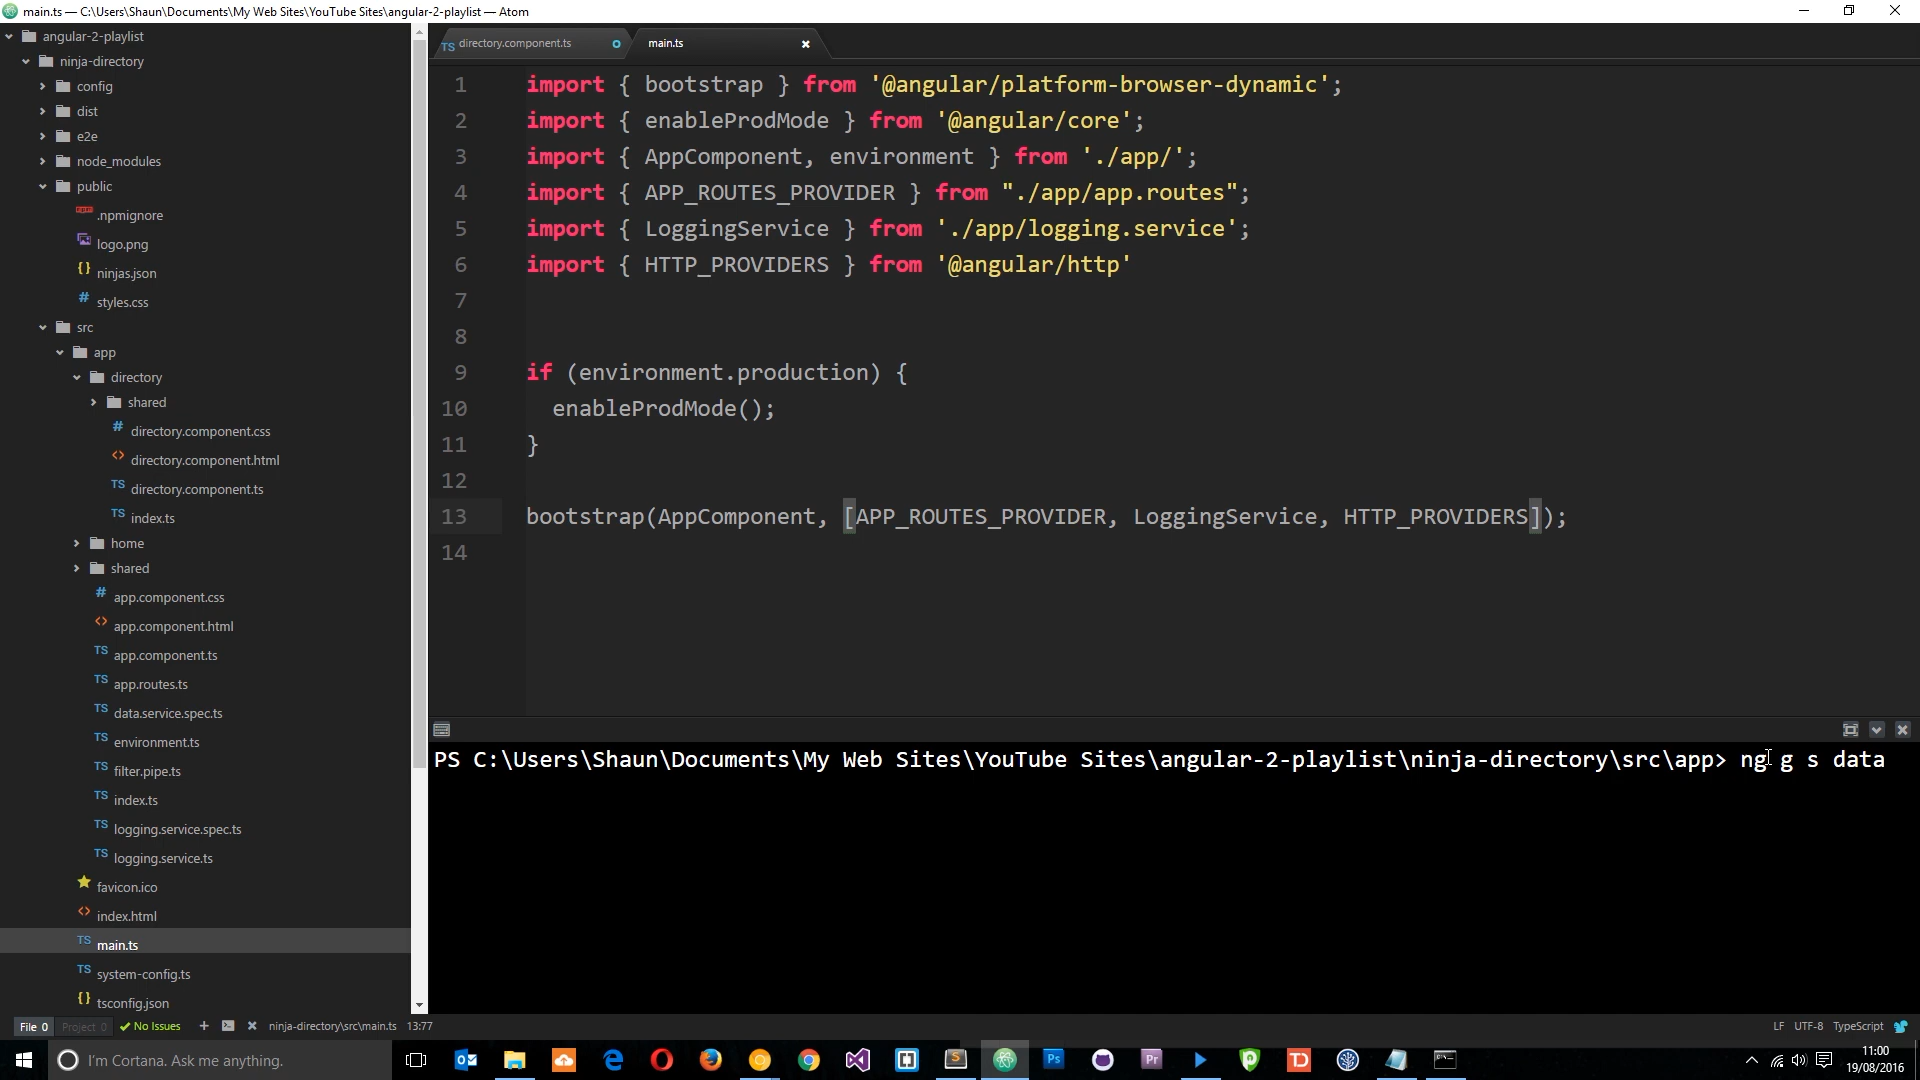 main.ts — C:\Users\Shaun\Documents\My Web Sites\YouTube Sites\angular-2-playlist — Atom
angular-2-playlist
ninja-directory
config
dist
e2e
node_modules
public
.npmignore
logo.png
ninjas.json
styles.css
src
app
directory
shared
directory.component.css
directory.component.html
directory.component.ts
index.ts
home
shared
app.component.css
app.component.html
app.component.ts
app.routes.ts
data.service.spec.ts
environment.ts
filter.pipe.ts
index.ts
logging.service.spec.ts
logging.service.ts
favicon.ico
index.html
main.ts
system-config.ts
tsconfig.json
directory.component.ts
main.ts
1 import { bootstrap } from '@angular/platform-browser-dynamic';
2 import { enableProdMode } from '@angular/core';
3 import { AppComponent, environment } from './app/';
4 import { APP_ROUTES_PROVIDER } from "./app/app.routes";
5 import { LoggingService } from './app/logging.service';
6 import { HTTP_PROVIDERS } from '@angular/http'
7
8
9 if (environment.production) {
10 enableProdMode();
11 }
12
13 bootstrap(AppComponent, [APP_ROUTES_PROVIDER, LoggingService, HTTP_PROVIDERS]);
14
PS C:\Users\Shaun\Documents\My Web Sites\YouTube Sites\angular-2-playlist\ninja-directory\src\app> ng g s data
File 0 Project 0 No Issues ninja-directory\src\main.ts 13:77 LF UTF-8 TypeScript
I'm Cortana. Ask me anything.
11:00
19/08/2016